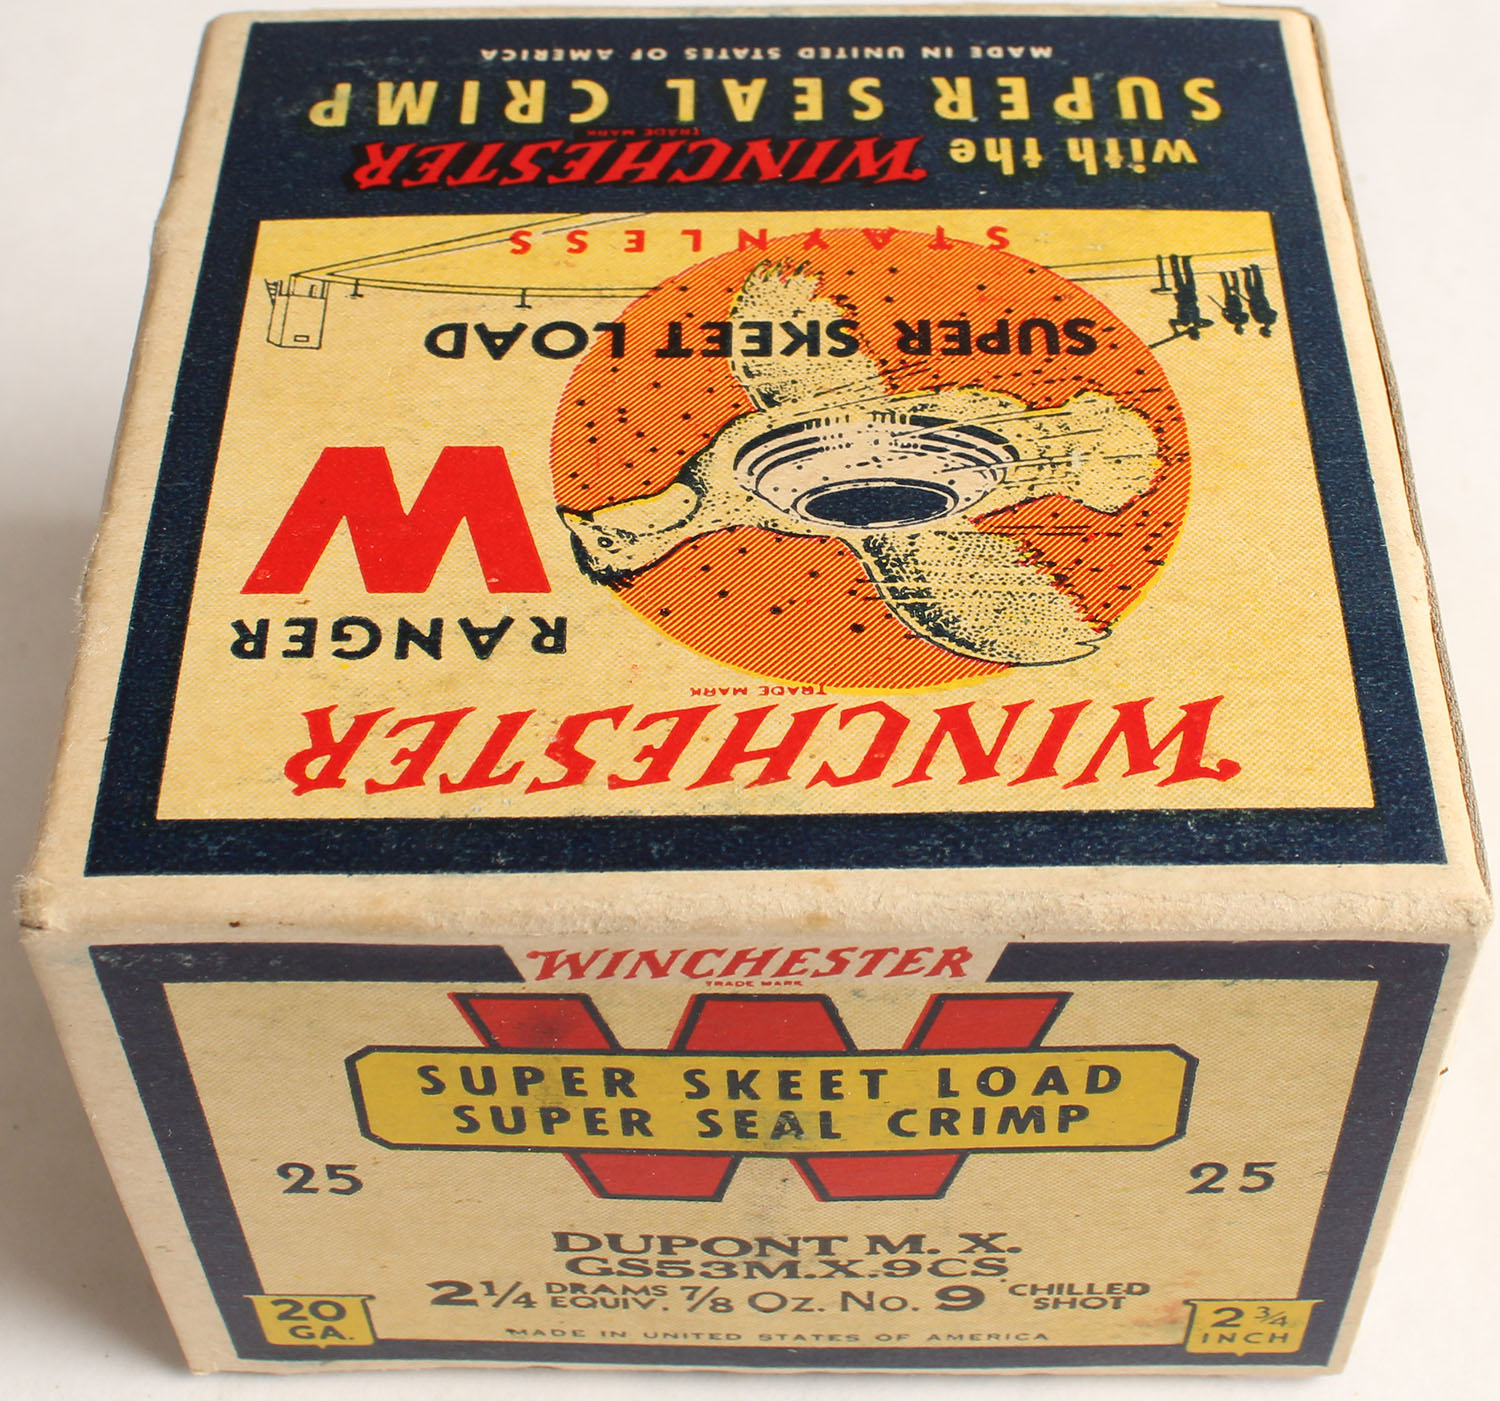 WINCHESTER
TRADE MARK
RANGER
W
SUPER SKEET LOAD
STAYNLESS
with the WINCHESTER
TRADE MARK
SUPER SEAL CRIMP
MADE IN UNITED STATES OF AMERICA
WINCHESTER
TRADE MARK
W
SUPER SKEET LOAD
SUPER SEAL CRIMP
25 25
DUPONT M. X.
GS53M.X.9CS
2 1/4 DRAMS EQUIV. 7/8 Oz. No. 9 CHILLED SHOT
20 GA.
MADE IN UNITED STATES OF AMERICA
2 3/4 INCH